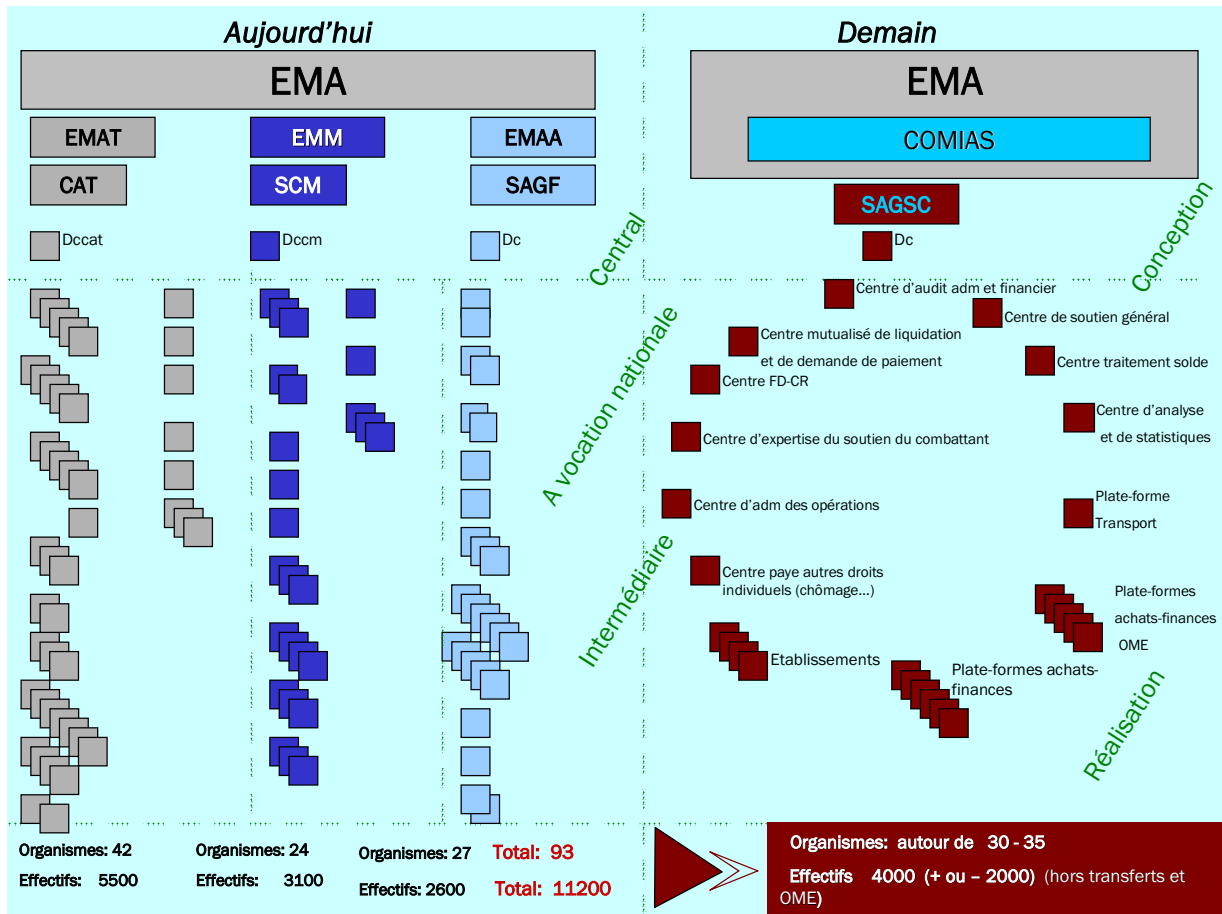 Aujourd'hui
Demain
EMA
EMA
EMAT
EMM
EMAA
COMIAS
CAT
SCM
SAGF
SAGSC
Dccat
Dccm
Dc
Dc
Central
Conception
A vocation nationale
Intermédiaire
Réalisation
Centre d'audit adm et financier
Centre de soutien général
Centre mutualisé de liquidation
et de demande de paiement
Centre traitement solde
Centre FD-CR
Centre d'analyse
et de statistiques
Centre d'expertise du soutien du combattant
Centre d'adm des opérations
Plate-forme
Transport
Centre paye autres droits
individuels (chômage...)
Plate-formes
achats-finances
OME
Etablissements
Plate-formes achats-
finances
Organismes: 42
Effectifs: 5500
Organismes: 24
Effectifs: 3100
Organismes: 27
Effectifs: 2600
Total: 93
Total: 11200
Organismes: autour de 30 - 35
Effectifs 4000 (+ ou – 2000) (hors transferts et
OME)